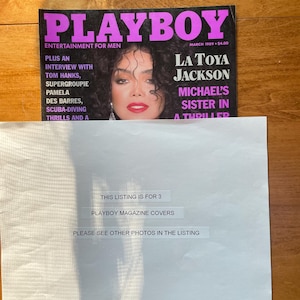 PLAYBOY
ENTERTAINMENT FOR MEN
MARCH 1989 • $4.00
PLUS AN
INTERVIEW WITH
TOM HANKS,
SUPERGROUPIE
PAMELA
DES BARRES,
SCUBA-DIVING
THRILLS AND A
LA TOYA
JACKSON
MICHAEL'S
SISTER IN
A THRILLER
THIS LISTING IS FOR 3
PLAYBOY MAGAZINE COVERS
PLEASE SEE OTHER PHOTOS IN THE LISTING